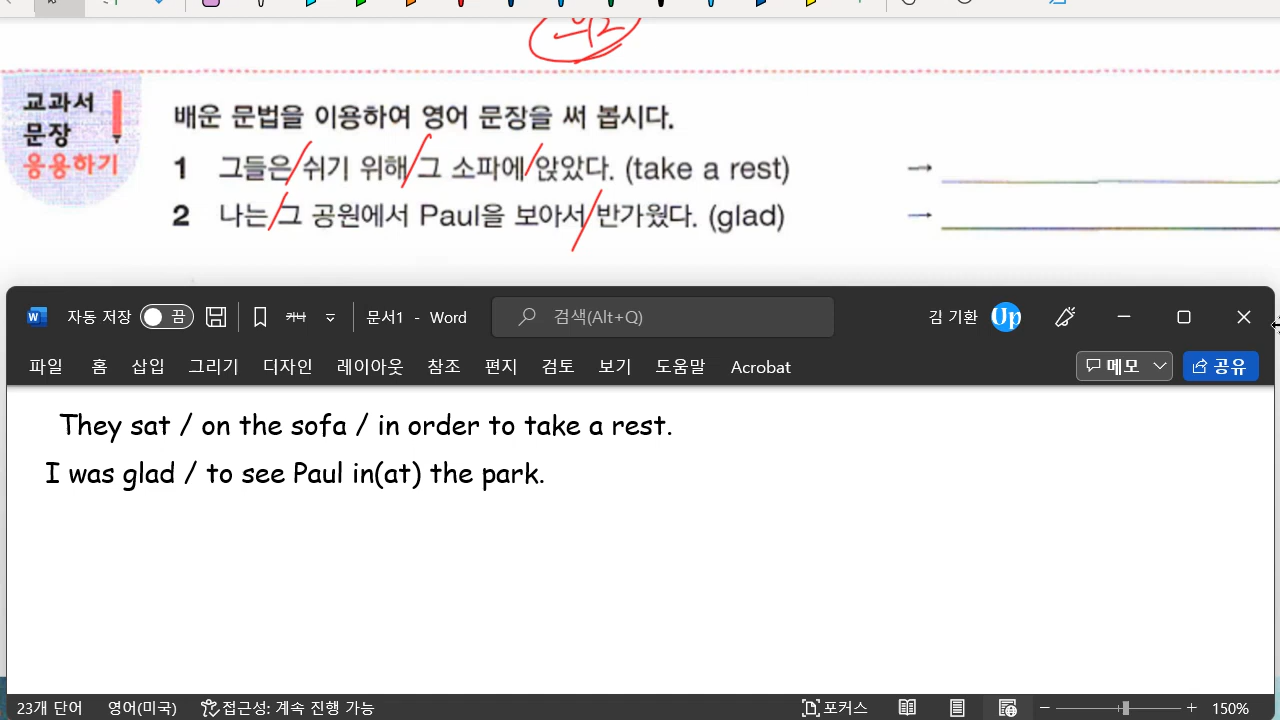 교과서
문장
응용하기
배운 문법을 이용하여 영어 문장을 써 봅시다.
1 그들은/쉬기 위해/그 소파에/앉았다. (take a rest) →
2 나는/그 공원에서 Paul을 보아서/반가웠다. (glad) →
자동 저장 끔 가나 문서1 - Word 검색(Alt+Q) 김 기환 Up
파일 홈 삽입 그리기 디자인 레이아웃 참조 편지 검토 보기 도움말 Acrobat 메모 공유
They sat / on the sofa / in order to take a rest.
I was glad / to see Paul in(at) the park.
23개 단어 영어(미국) 접근성: 계속 진행 가능 포커스 150%